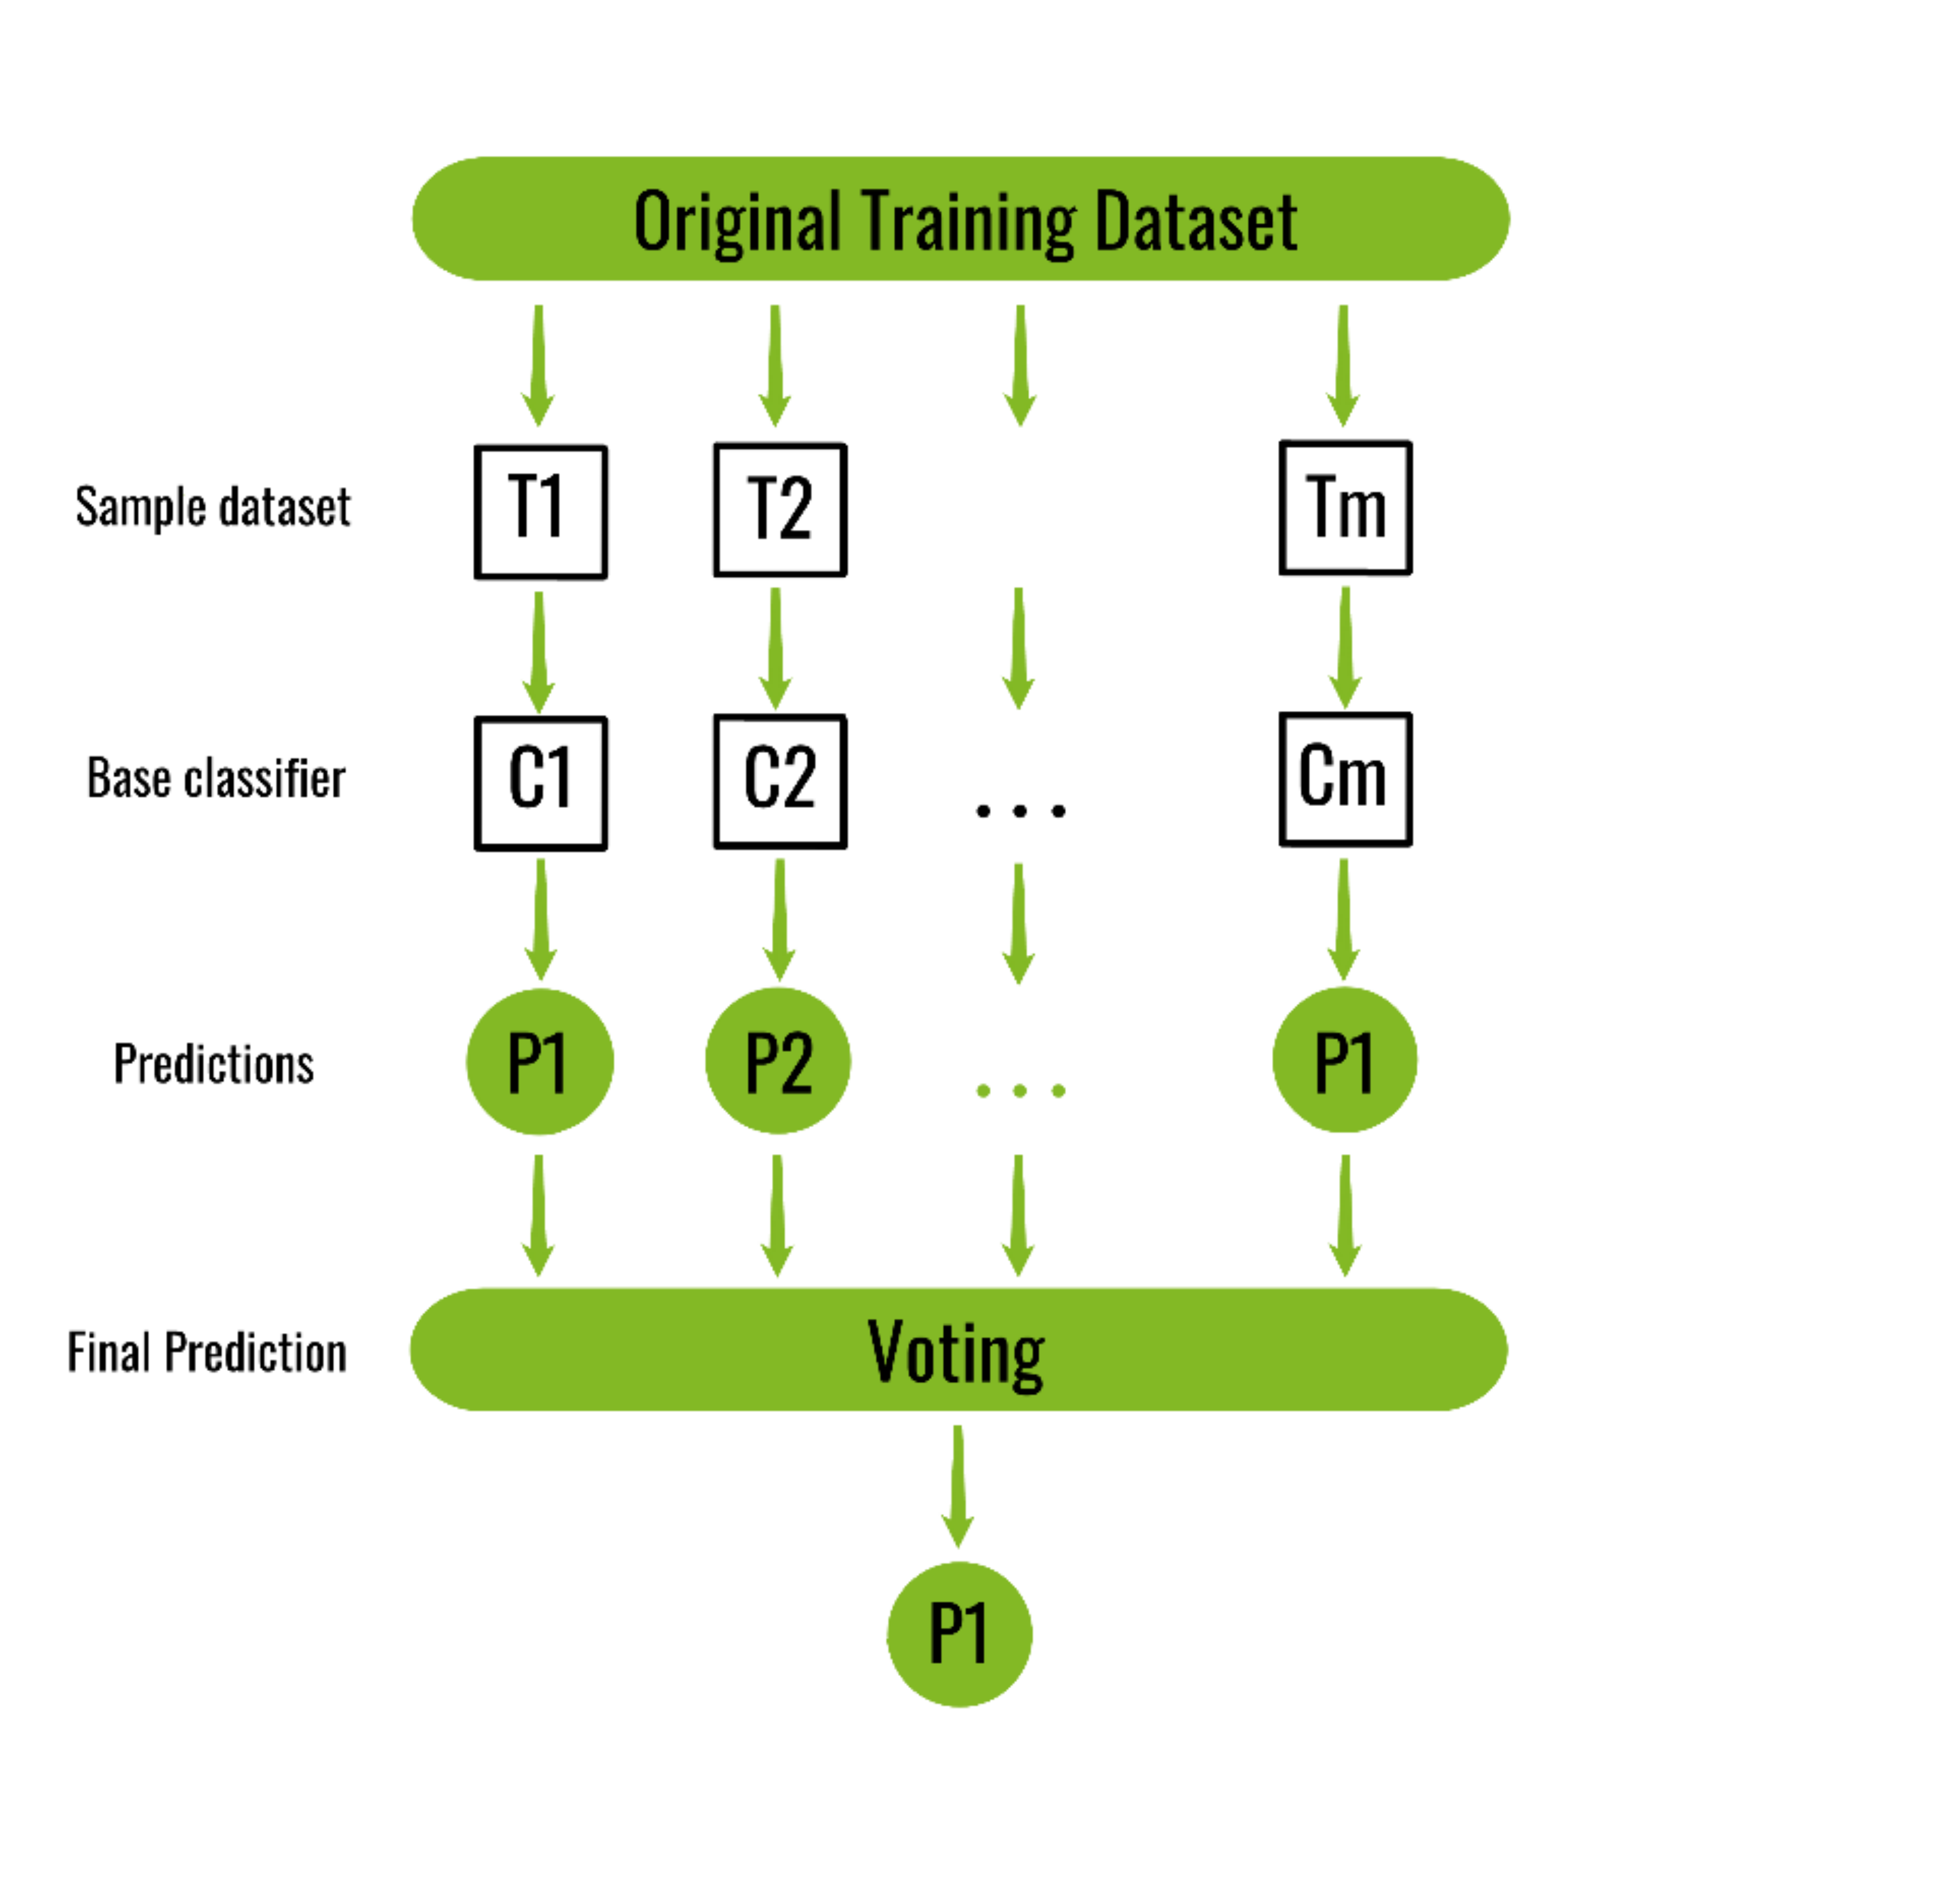 Original Training Dataset
Sample dataset T1 T2 Tm
Base classifier C1 C2 ... Cm
Predictions P1 P2 ... P1
Final Prediction Voting
P1